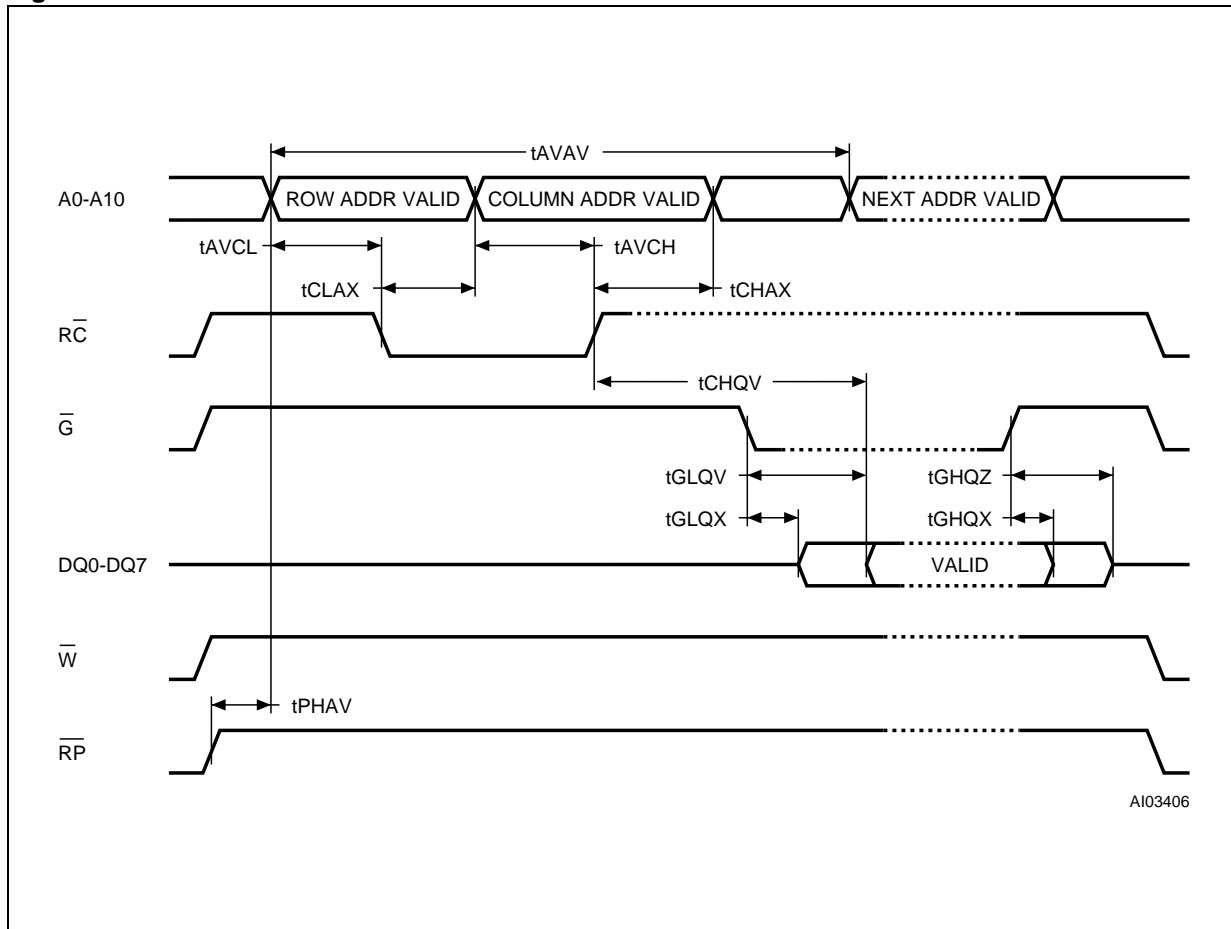 tAVAV
A0-A10
ROW ADDR VALID
COLUMN ADDR VALID
NEXT ADDR VALID
tAVCL
tAVCH
tCLAX
tCHAX
RC̅
tCHQV
G̅
tGLQV
tGHQZ
tGLQX
tGHQX
DQ0-DQ7
VALID
W̅
tPHAV
R̅P̅
AI03406